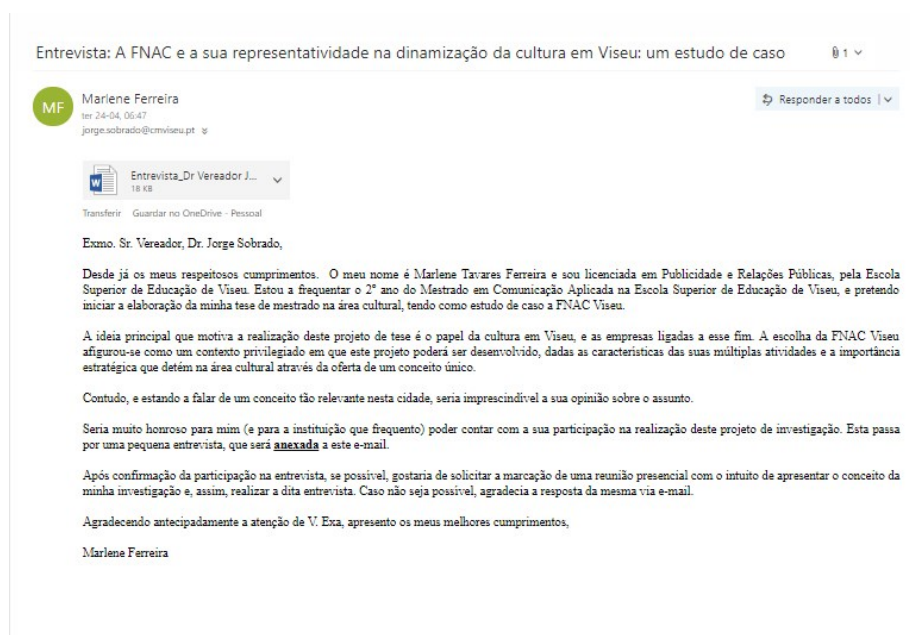 Entrevista: A FNAC e a sua representatividade na dinamização da cultura em Viseu: um estudo de caso
1
MF
Marlene Ferreira
ter 24-04, 06:47
jorge.sobrado@cmviseu.pt
Responder a todos
Entrevista_Dr Vereador J...
18 KB
Transferir Guardar no OneDrive - Pessoal
Exmo. Sr. Vereador, Dr. Jorge Sobrado,
Desde já os meus respeitosos cumprimentos. O meu nome é Marlene Tavares Ferreira e sou licenciada em Publicidade e Relações Públicas, pela Escola
Superior de Educação de Viseu. Estou a frequentar o 2º ano do Mestrado em Comunicação Aplicada na Escola Superior de Educação de Viseu, e pretendo
iniciar a elaboração da minha tese de mestrado na área cultural, tendo como estudo de caso a FNAC Viseu.
A ideia principal que motiva a realização deste projeto de tese é o papel da cultura em Viseu, e as empresas ligadas a esse fim. A escolha da FNAC Viseu
afigurou-se como um contexto privilegiado em que este projeto poderá ser desenvolvido, dadas as características das suas múltiplas atividades e a importância
estratégica que detém na área cultural através da oferta de um conceito único.
Contudo, e estando a falar de um conceito tão relevante nesta cidade, seria imprescindível a sua opinião sobre o assunto.
Seria muito honroso para mim (e para a instituição que frequento) poder contar com a sua participação na realização deste projeto de investigação. Esta passa
por uma pequena entrevista, que será anexada a este e-mail.
Após confirmação da participação na entrevista, se possível, gostaria de solicitar a marcação de uma reunião presencial com o intuito de apresentar o conceito da
minha investigação e, assim, realizar a dita entrevista. Caso não seja possível, agradecia a resposta da mesma via e-mail.
Agradecendo antecipadamente a atenção de V. Exa, apresento os meus melhores cumprimentos,
Marlene Ferreira